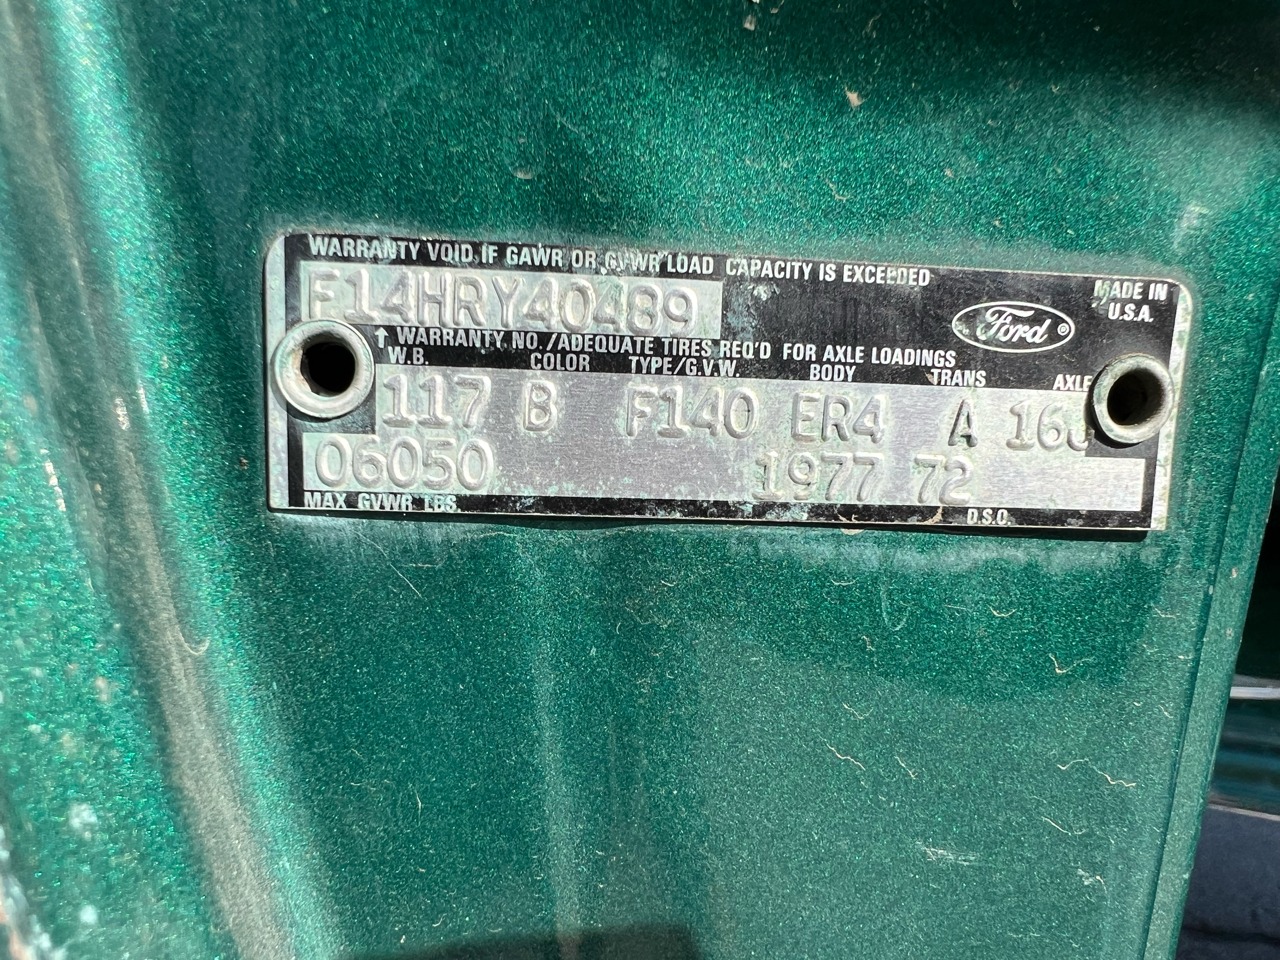 WARRANTY VOID IF GAWR OR GVWR LOAD CAPACITY IS EXCEEDED
F14HRY40489
Ford ®
MADE IN
U.S.A.
↑ WARRANTY NO./ADEQUATE TIRES REQ'D FOR AXLE LOADINGS
W.B. COLOR TYPE/G.V.W. BODY TRANS AXLE
117 B F140 ER4 A
06050 1977 72
MAX GVWR LBS D.S.O.